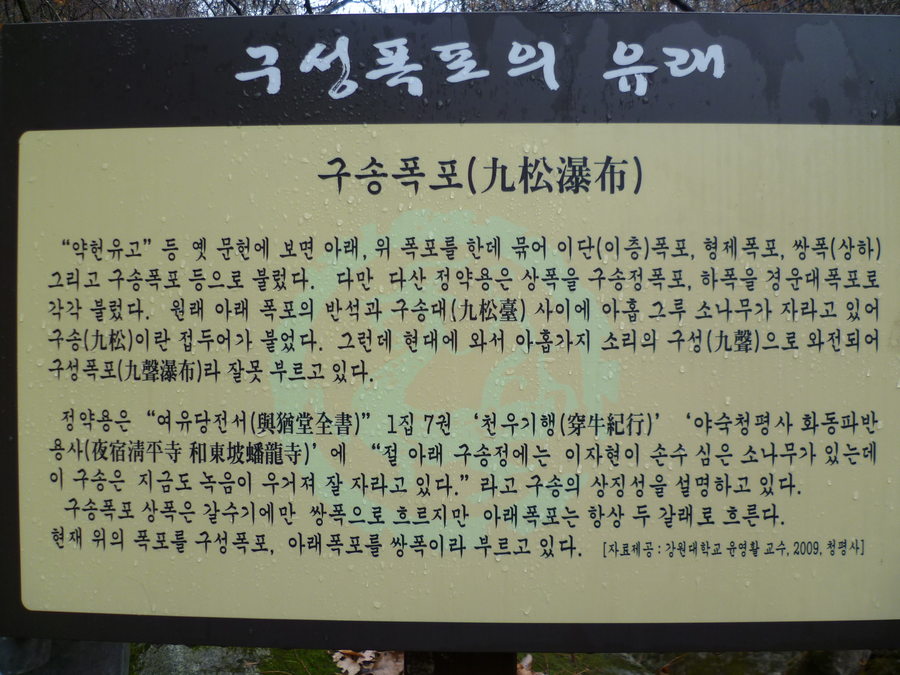 구성폭포의 유래
구송폭포(九松瀑布)
“약헌유고” 등 옛 문헌에 보면 아래, 위 폭포를 한데 묶어 이단(이층)폭포, 형제폭포, 쌍폭(상하)
그리고 구송폭포 등으로 불렀다. 다만 다산 정약용은 상폭을 구송정폭포, 하폭을 경운대폭포로
각각 불렀다. 원래 아래 폭포의 반석과 구송대(九松臺) 사이에 아홉 그루 소나무가 자라고 있어
구송(九松)이란 접두어가 붙었다. 그런데 현대에 와서 아홉가지 소리의 구성(九聲)으로 와전되어
구성폭포(九聲瀑布)라 잘못 부르고 있다.
정약용은 “여유당전서(與猶堂全書)” 1집 7권 ‘천우기행(穿牛紀行)’ ‘야숙청평사 화동파반
용사(夜宿淸平寺 和東坡蟠龍寺)’에 “절 아래 구송정에는 이자현이 손수 심은 소나무가 있는데
이 구송은 지금도 녹음이 우거져 잘 자라고 있다.” 라고 구송의 상징성을 설명하고 있다.
구송폭포 상폭은 갈수기에만 쌍폭으로 흐르지만 아래폭포는 항상 두 갈래로 흐른다.
현재 위의 폭포를 구성폭포, 아래폭포를 쌍폭이라 부르고 있다. [자료제공 : 강원대학교 윤영활 교수, 2009, 청평사]